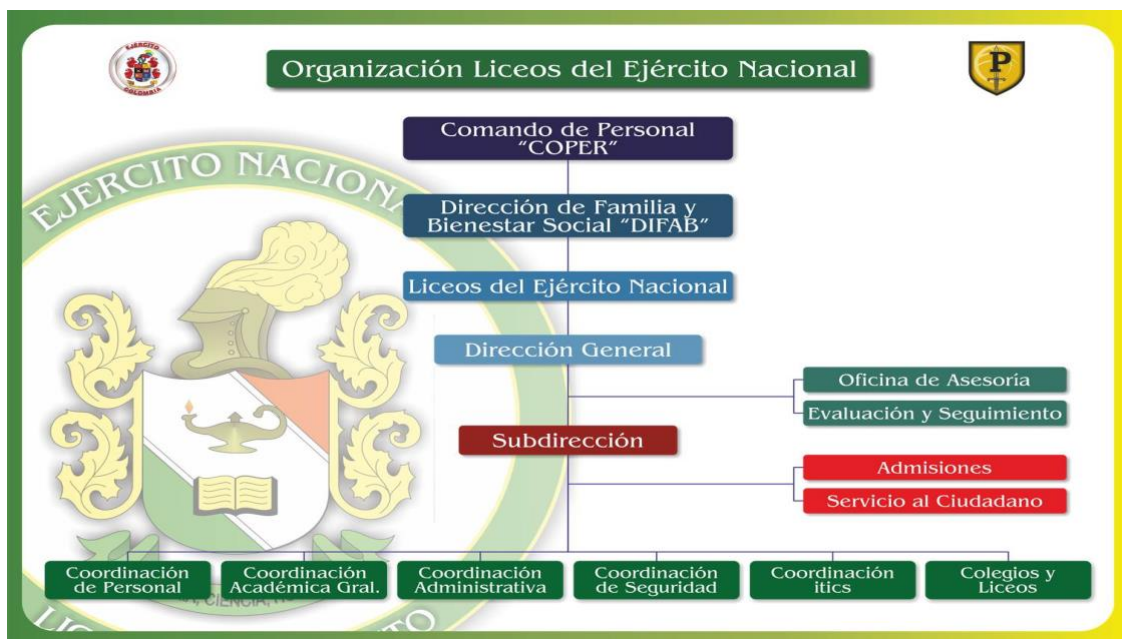 EJÉRCITO
COLOMBIA
Organización Liceos del Ejército Nacional
P
Comando de Personal
“COPER”
EJERCITO NACIONA
Dirección de Familia y
Bienestar Social “DIFAB”
Liceos del Ejército Nacional
Dirección General
Oficina de Asesoría
Evaluación y Seguimiento
Subdirección
Admisiones
Servicio al Ciudadano
Coordinación
de Personal
Coordinación
Académica Gral.
Coordinación
Administrativa
Coordinación
de Seguridad
Coordinación
itics
Colegios y
Liceos
CIENCIA,